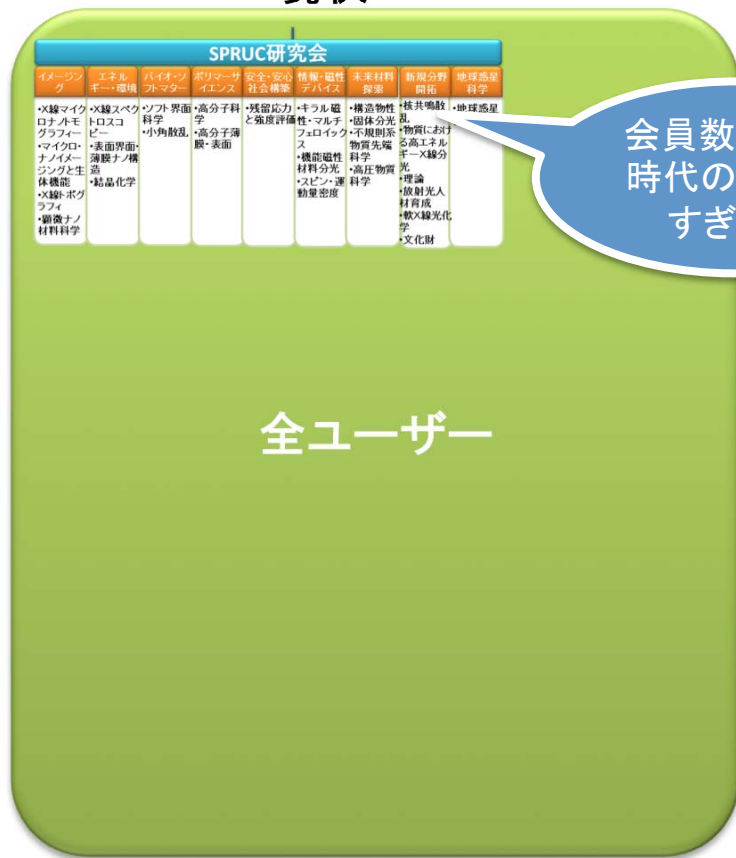 SPRUC研究会
イメージン
グ
エネル
ギー・環境
バイオ・ソ
フトマター
ポリマーサ
イエンス
安全・安心
社会構築
情報・磁性
デバイス
未来材料
探索
新規分野
開拓
地球惑星
科学
・X線マイク
ロナノトモ
グラフィー
・マイクロ・
ナノイメー
ジングと生
体機能
・X線トポグ
ラフィ
・顕微ナノ
材料科学
・X線スペク
トロスコ
ピー
・表面界面・
薄膜ナノ構
造
・結晶化学
・ソフト界面
科学
・小角散乱
・高分子科
学
・高分子薄
膜・表面
・残留応力
と強度評価
・キラル磁
性・マルチ
フェロイック
ス
・機能磁性
材料分光
・スピン・運
動量密度
・構造物性
・固体分光
・不規則系
物質先端
科学
・高圧物質
科学
・核共鳴散
乱
・物質におけ
る高エネル
ギーX線分
光
・理論
・放射光人
材育成
・軟X線光化
学
・文化財
・地球惑星
会員数
時代の
すぎ
全ユーザー